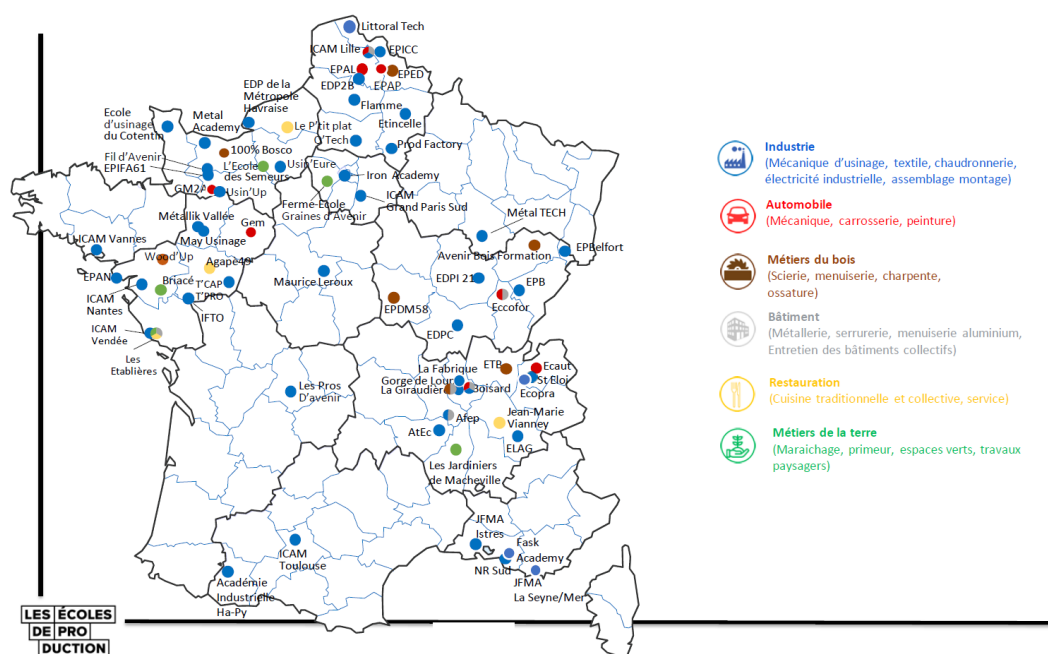 Littoral Tech
ICAM Lille
EPICC
EPAL
EPED
EDP2B
EPAP
EDP de la
Métropole
Havraise
Flamme
Etincelle
Ecole
d'usinage
du Cotentin
Metal
Academy
Le P'tit plat
O'Tech
Prod Factory
100% Bosco
Fil d'Avenir
EPIFA61
L'Ecole
des Semeurs
Usin'Eure
Iron Academy
GM2A
Usin'Up
Ferme-Ecole
Graines d'Avenir
ICAM
Grand Paris Sud
Métallik Vallée
Gem
Métal TECH
ICAM Vannes
May Usinage
Avenir Bois Formation
EPBelfort
Wood'Up
Agape49
EPAN
Briacé
T'CAP
T'PRO
Maurice Leroux
EDPI 21
EPB
ICAM
Nantes
IFTO
EPDM58
Eccofor
ICAM
Vendée
EDPC
Les
Etablières
La Fabrique
ETB
Ecaut
Gorge de Loup
St Eloi
La Giraudière
Boisard
Ecopra
Les Pros
D'avenir
Afep
Jean-Marie
Vianney
AtEc
ELAG
Les Jardiniers
de Macheville
JFMA
Istres
Fask
Academy
ICAM
Toulouse
NR Sud
JFMA
La Seyne/Mer
Académie
Industrielle
Ha-Py
Industrie
(Mécanique d'usinage, textile, chaudronnerie,
électricité industrielle, assemblage montage)
Automobile
(Mécanique, carrosserie, peinture)
Métiers du bois
(Scierie, menuiserie, charpente,
ossature)
Bâtiment
(Métallerie, serrurerie, menuiserie aluminium,
Entretien des bâtiments collectifs)
Restauration
(Cuisine traditionnelle et collective, service)
Métiers de la terre
(Maraichage, primeur, espaces verts, travaux
paysagers)
LES ÉCOLES
DE PRO
DUCTION